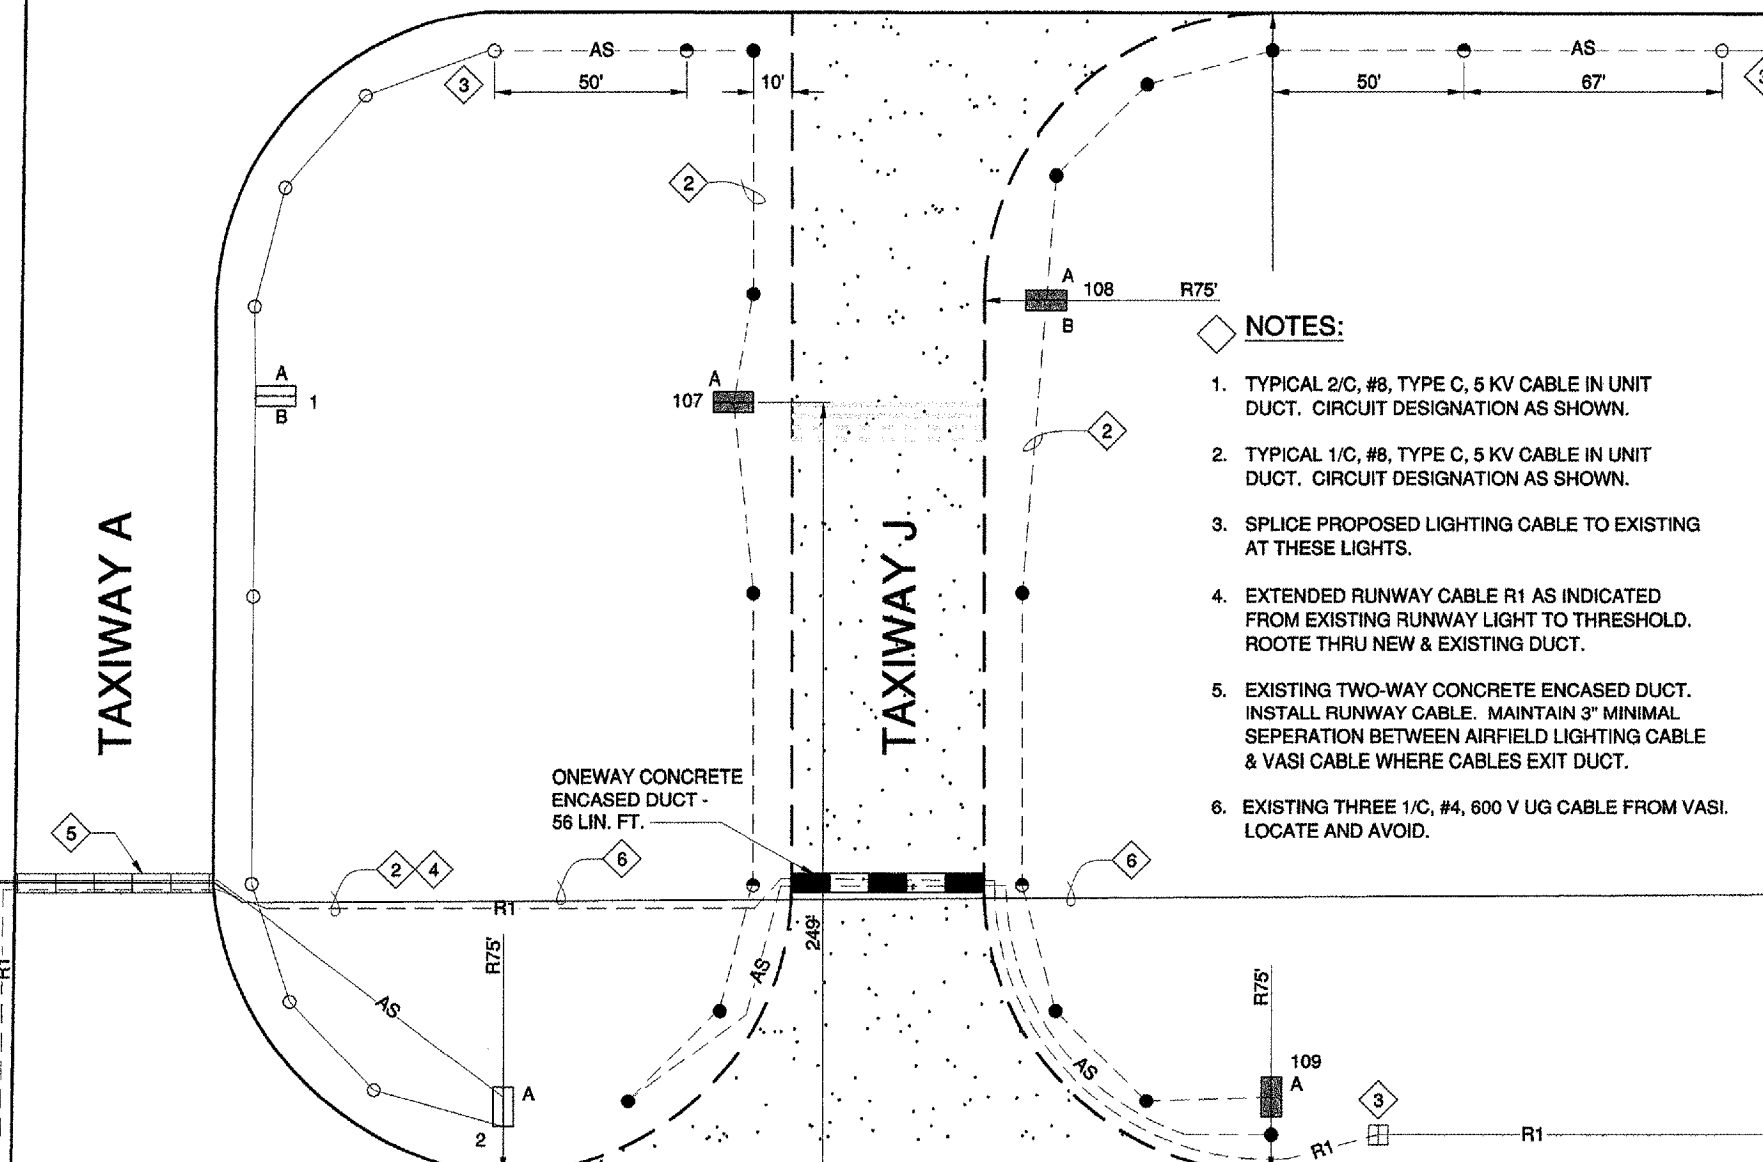 AS
AS
3
50'
10'
50'
67'
3
2
A
108
R75'
B
NOTES:
A
1
B
A
107
2
1. TYPICAL 2/C, #8, TYPE C, 5 KV CABLE IN UNIT
DUCT. CIRCUIT DESIGNATION AS SHOWN.
2. TYPICAL 1/C, #8, TYPE C, 5 KV CABLE IN UNIT
DUCT. CIRCUIT DESIGNATION AS SHOWN.
3. SPLICE PROPOSED LIGHTING CABLE TO EXISTING
AT THESE LIGHTS.
4. EXTENDED RUNWAY CABLE R1 AS INDICATED
FROM EXISTING RUNWAY LIGHT TO THRESHOLD.
ROOTE THRU NEW & EXISTING DUCT.
5. EXISTING TWO-WAY CONCRETE ENCASED DUCT.
INSTALL RUNWAY CABLE. MAINTAIN 3" MINIMAL
SEPERATION BETWEEN AIRFIELD LIGHTING CABLE
& VASI CABLE WHERE CABLES EXIT DUCT.
6. EXISTING THREE 1/C, #4, 600 V UG CABLE FROM VASI.
LOCATE AND AVOID.
TAXIWAY A
TAXIWAY J
ONEWAY CONCRETE
ENCASED DUCT -
56 LIN. FT.
5
2
4
6
6
R1
R1
249'
R75'
AS
AS
R75'
AS
109
A
A
2
3
R1
R1